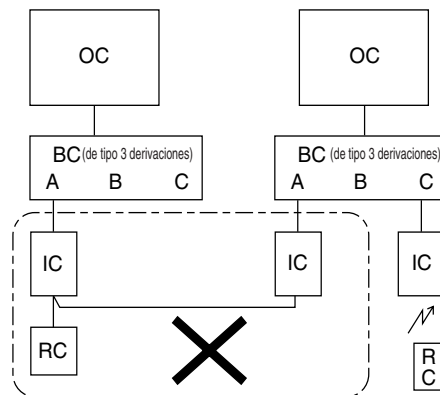 OC
OC
BC (de tipo 3 derivaciones)
A B C
BC (de tipo 3 derivaciones)
A B C
IC
IC
IC
RC
R
C